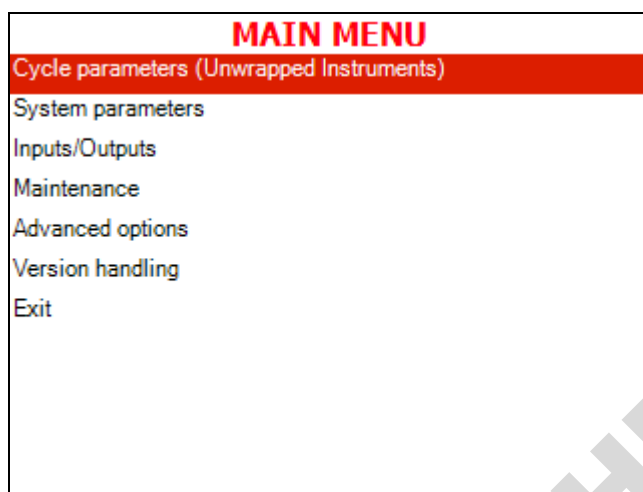 MAIN MENU
Cycle parameters (Unwrapped Instruments)
System parameters
Inputs/Outputs
Maintenance
Advanced options
Version handling
Exit